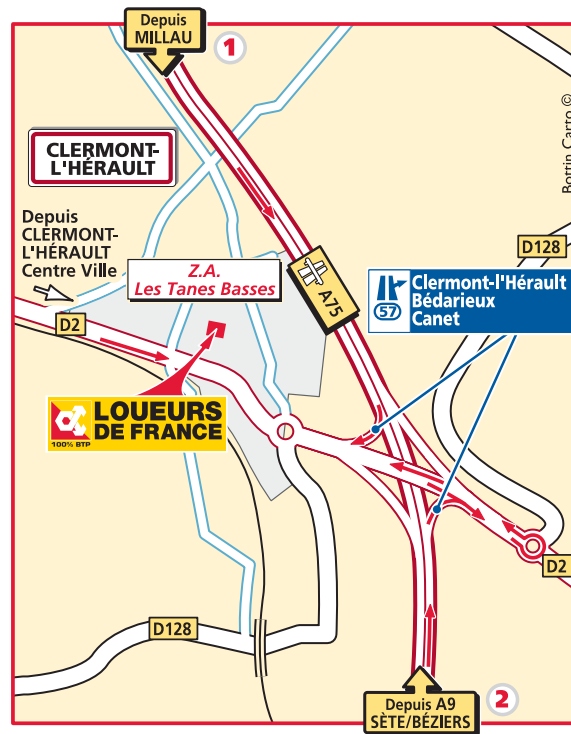 Depuis
MILLAU
1
Bottin Carto ©
CLERMONT-
L'HÉRAULT
Depuis
CLERMONT-
L'HÉRAULT
Centre Ville
D128
Z.A.
Les Tanes Basses
A75
57
Clermont-l'Hérault
Bédarieux
Canet
D2
LOUEURS
DE FRANCE
100% BTP
D2
D128
Depuis A9
SÈTE/BÉZIERS
2